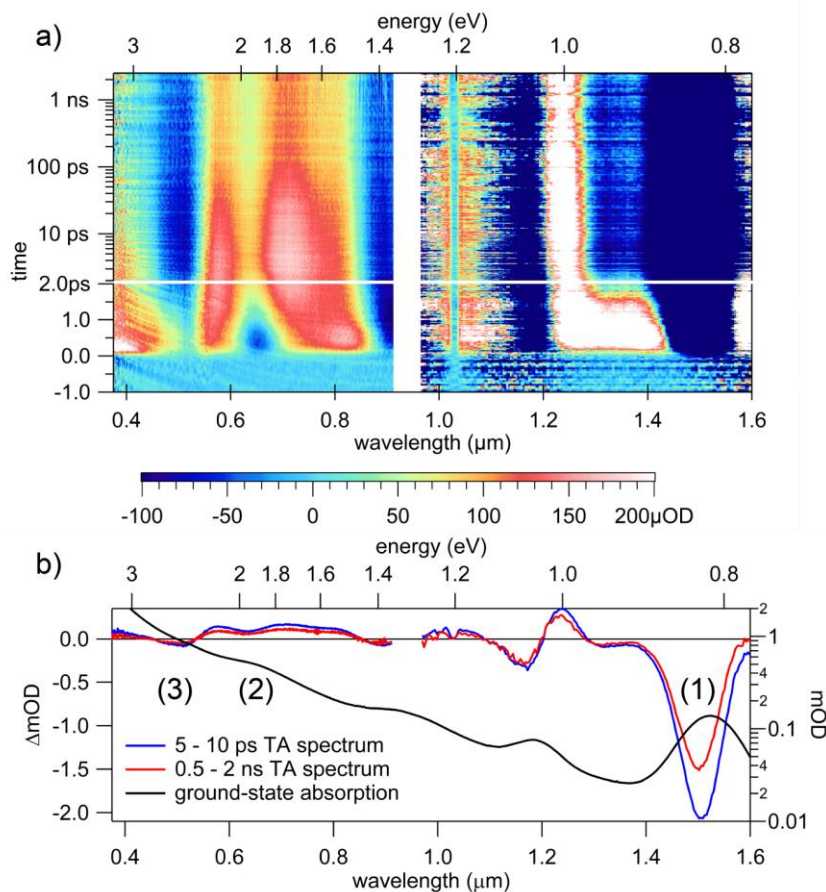 a)
energy (eV)
3 2 1.8 1.6 1.4 1.2 1.0 0.8
time
1 ns
100 ps
10 ps
2.0ps
1.0
0.0
-1.0
0.4 0.6 0.8 1.0 1.2 1.4 1.6
wavelength (µm)
-100 -50 0 50 100 150 200µOD
b)
energy (eV)
3 2 1.8 1.6 1.4 1.2 1.0 0.8
ΔmOD
0.0
-0.5
-1.0
-1.5
-2.0
(3) (2) (1)
5 - 10 ps TA spectrum
0.5 - 2 ns TA spectrum
ground-state absorption
2
1
4
2
0.1
4
2
0.01
mOD
0.4 0.6 0.8 1.0 1.2 1.4 1.6
wavelength (µm)